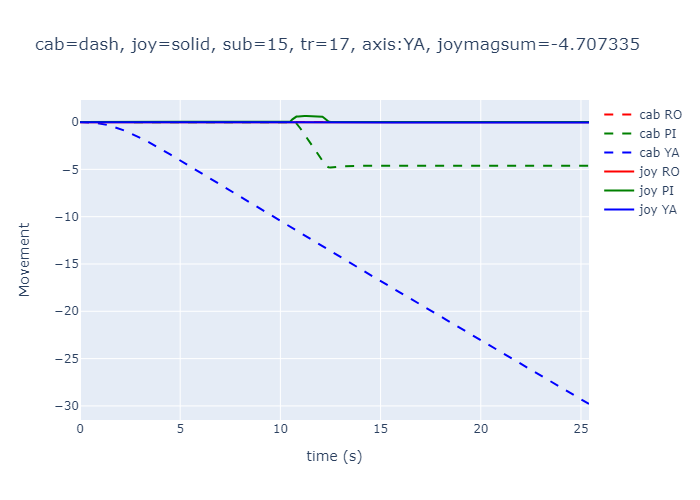 cab=dash, joy=solid, sub=15, tr=17, axis:YA, joymagsum=-4.707335
cab RO
cab PI
cab YA
joy RO
joy PI
joy YA
Movement
0
−5
−10
−15
−20
−25
−30
0 5 10 15 20 25
time (s)